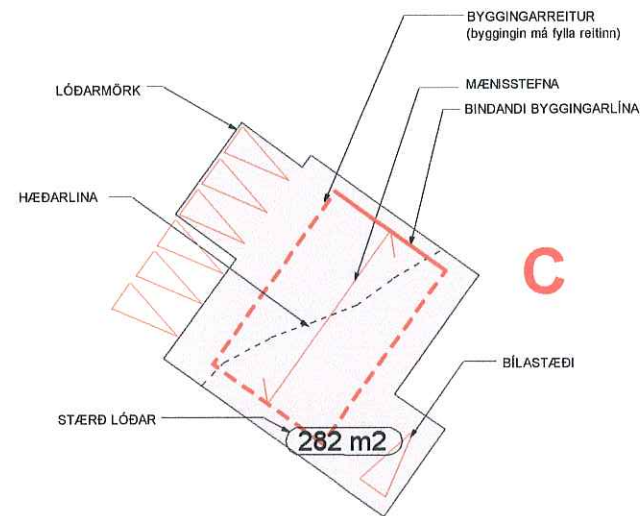 BYGGINGARREITUR
(byggingin má fylla reitinn)
MÆNISSTEFNA
LÓÐARMÖRK
BINDANDI BYGGINGARLÍNA
HÆÐARLINA
C
BÍLASTÆÐI
STÆRÐ LÓÐAR
282 m2